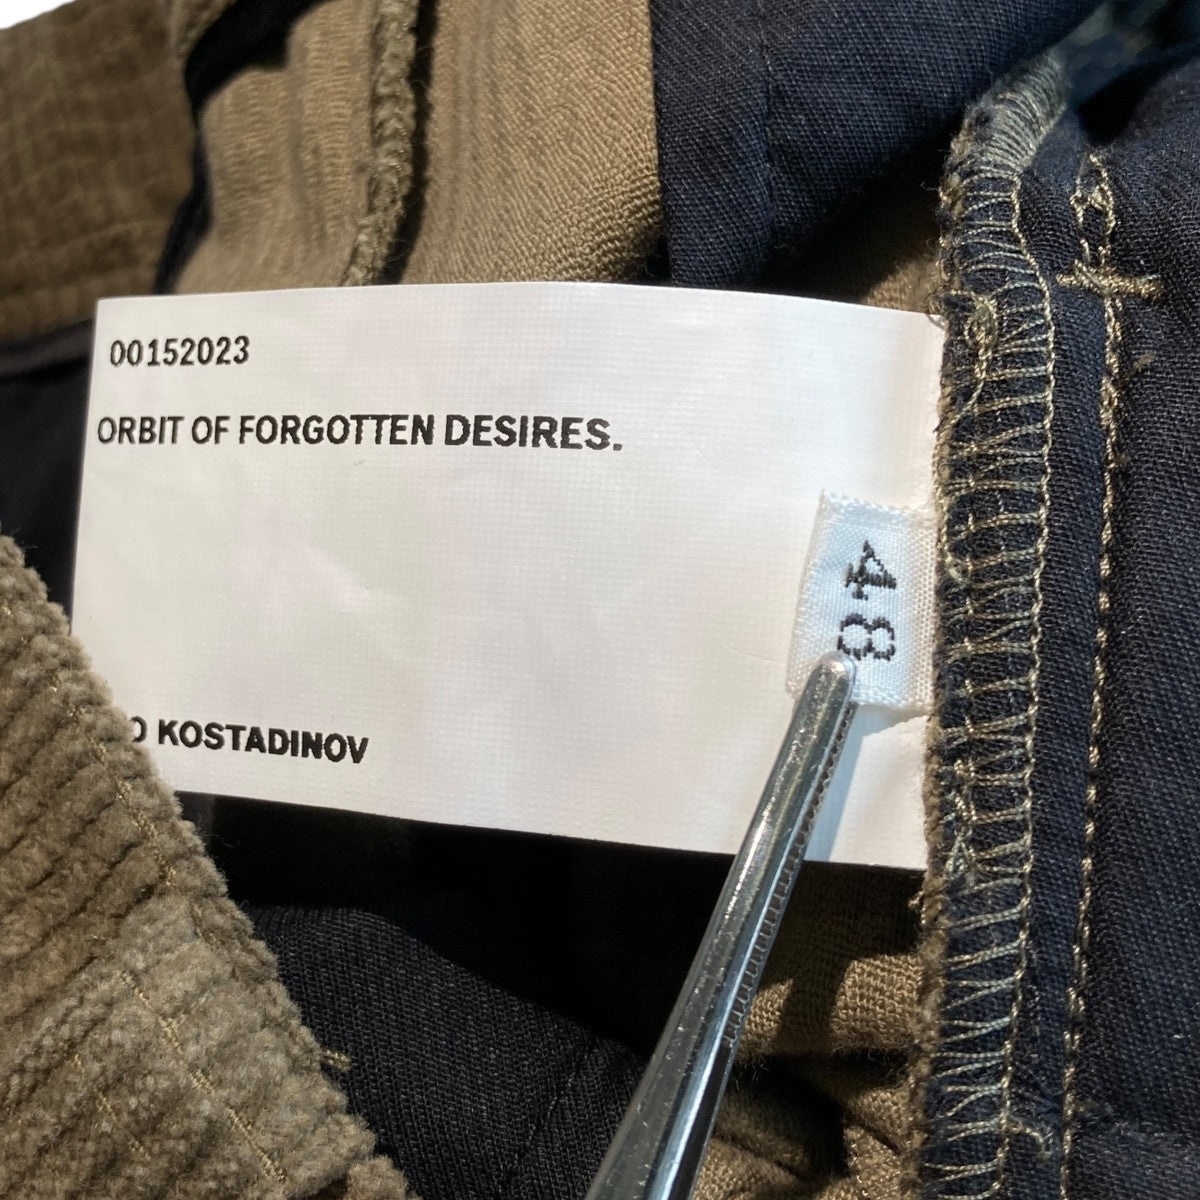 00152023
ORBIT OF FORGOTTEN DESIRES.
48
KOSTADINOV